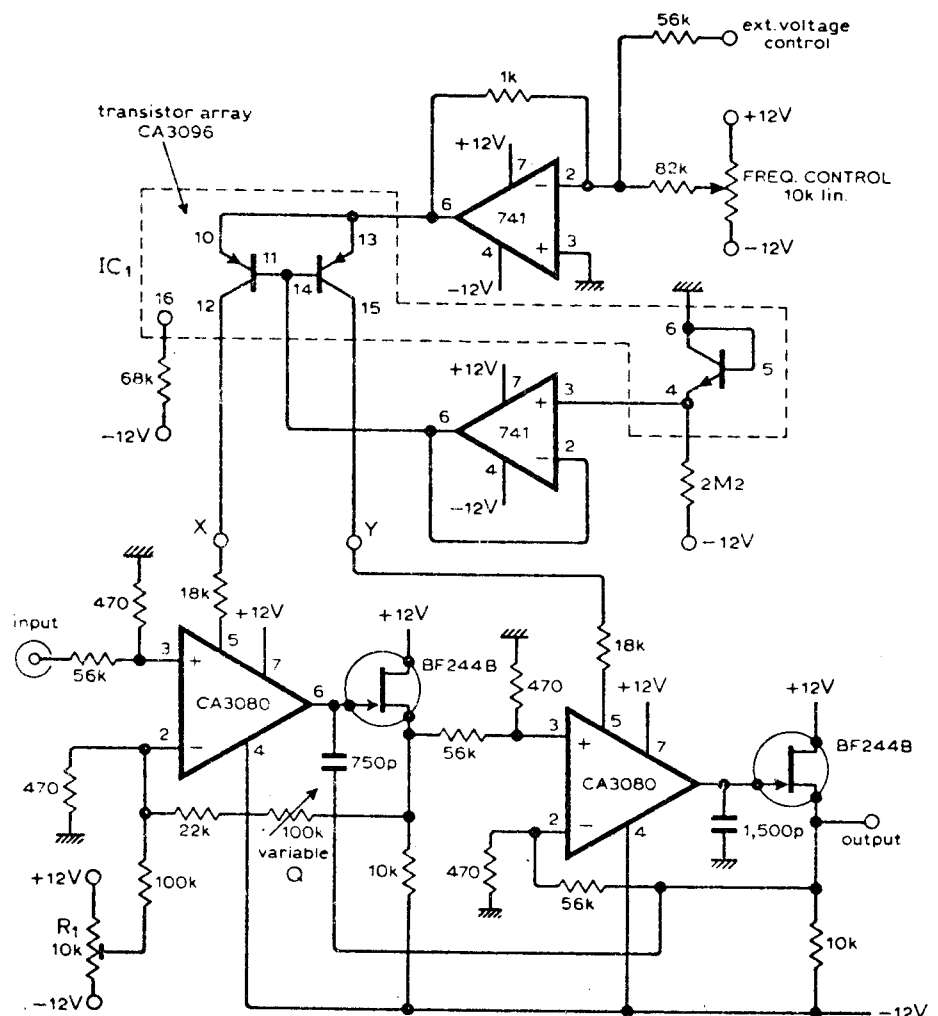 56k
ext. voltage
control
1k
transistor array
CA3096
+12V
7
+12V
2
−
82k
FREQ. CONTROL
10k lin.
6
741
10
13
+
3
4
−12V
−12V
IC1
11
14
12
15
16
6
5
68k
+12V
7
3
4
+
6
741
2
−
4
−12V
2M2
−12V
−12V
X
Y
470
18k
+12V
+12V
input
5
7
BF244B
470
18k
+12V
+12V
3
+
56k
CA3080
6
5
7
BF244B
3
+
2
−
4
56k
CA3080
470
750p
2
−
4
1,500p
output
22k
100k
variable
Q
470
56k
100k
10k
+12V
R1
10k
10k
−12V
−12V